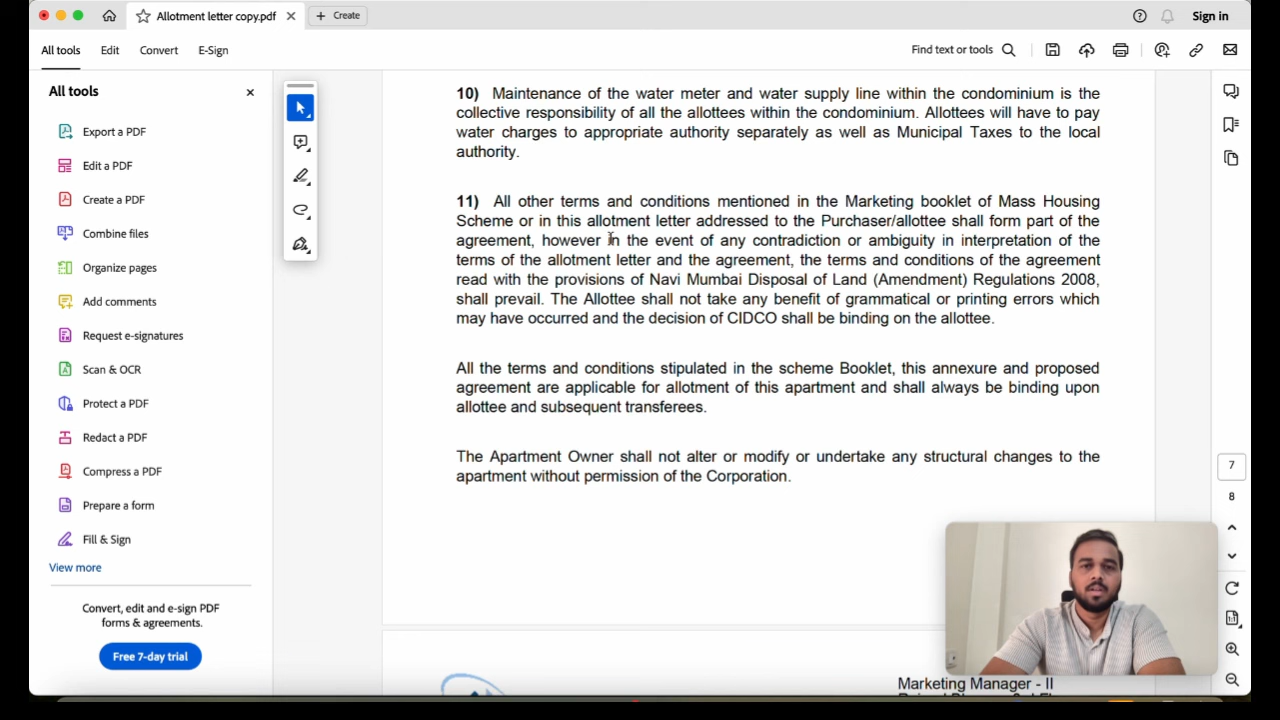 Allotment letter copy.pdf
Create
Sign in
All tools
Edit
Convert
E-Sign
Find text or tools
All tools
Export a PDF
Edit a PDF
Create a PDF
Combine files
Organize pages
Add comments
Request e-signatures
Scan & OCR
Protect a PDF
Redact a PDF
Compress a PDF
Prepare a form
Fill & Sign
View more
Convert, edit and e-sign PDF
forms & agreements.
Free 7-day trial
10) Maintenance of the water meter and water supply line within the condominium is the
collective responsibility of all the allottees within the condominium. Allottees will have to pay
water charges to appropriate authority separately as well as Municipal Taxes to the local
authority.
11) All other terms and conditions mentioned in the Marketing booklet of Mass Housing
Scheme or in this allotment letter addressed to the Purchaser/allottee shall form part of the
agreement, however in the event of any contradiction or ambiguity in interpretation of the
terms of the allotment letter and the agreement, the terms and conditions of the agreement
read with the provisions of Navi Mumbai Disposal of Land (Amendment) Regulations 2008,
shall prevail. The Allottee shall not take any benefit of grammatical or printing errors which
may have occurred and the decision of CIDCO shall be binding on the allottee.
All the terms and conditions stipulated in the scheme Booklet, this annexure and proposed
agreement are applicable for allotment of this apartment and shall always be binding upon
allottee and subsequent transferees.
The Apartment Owner shall not alter or modify or undertake any structural changes to the
apartment without permission of the Corporation.
7
8
Marketing Manager - II